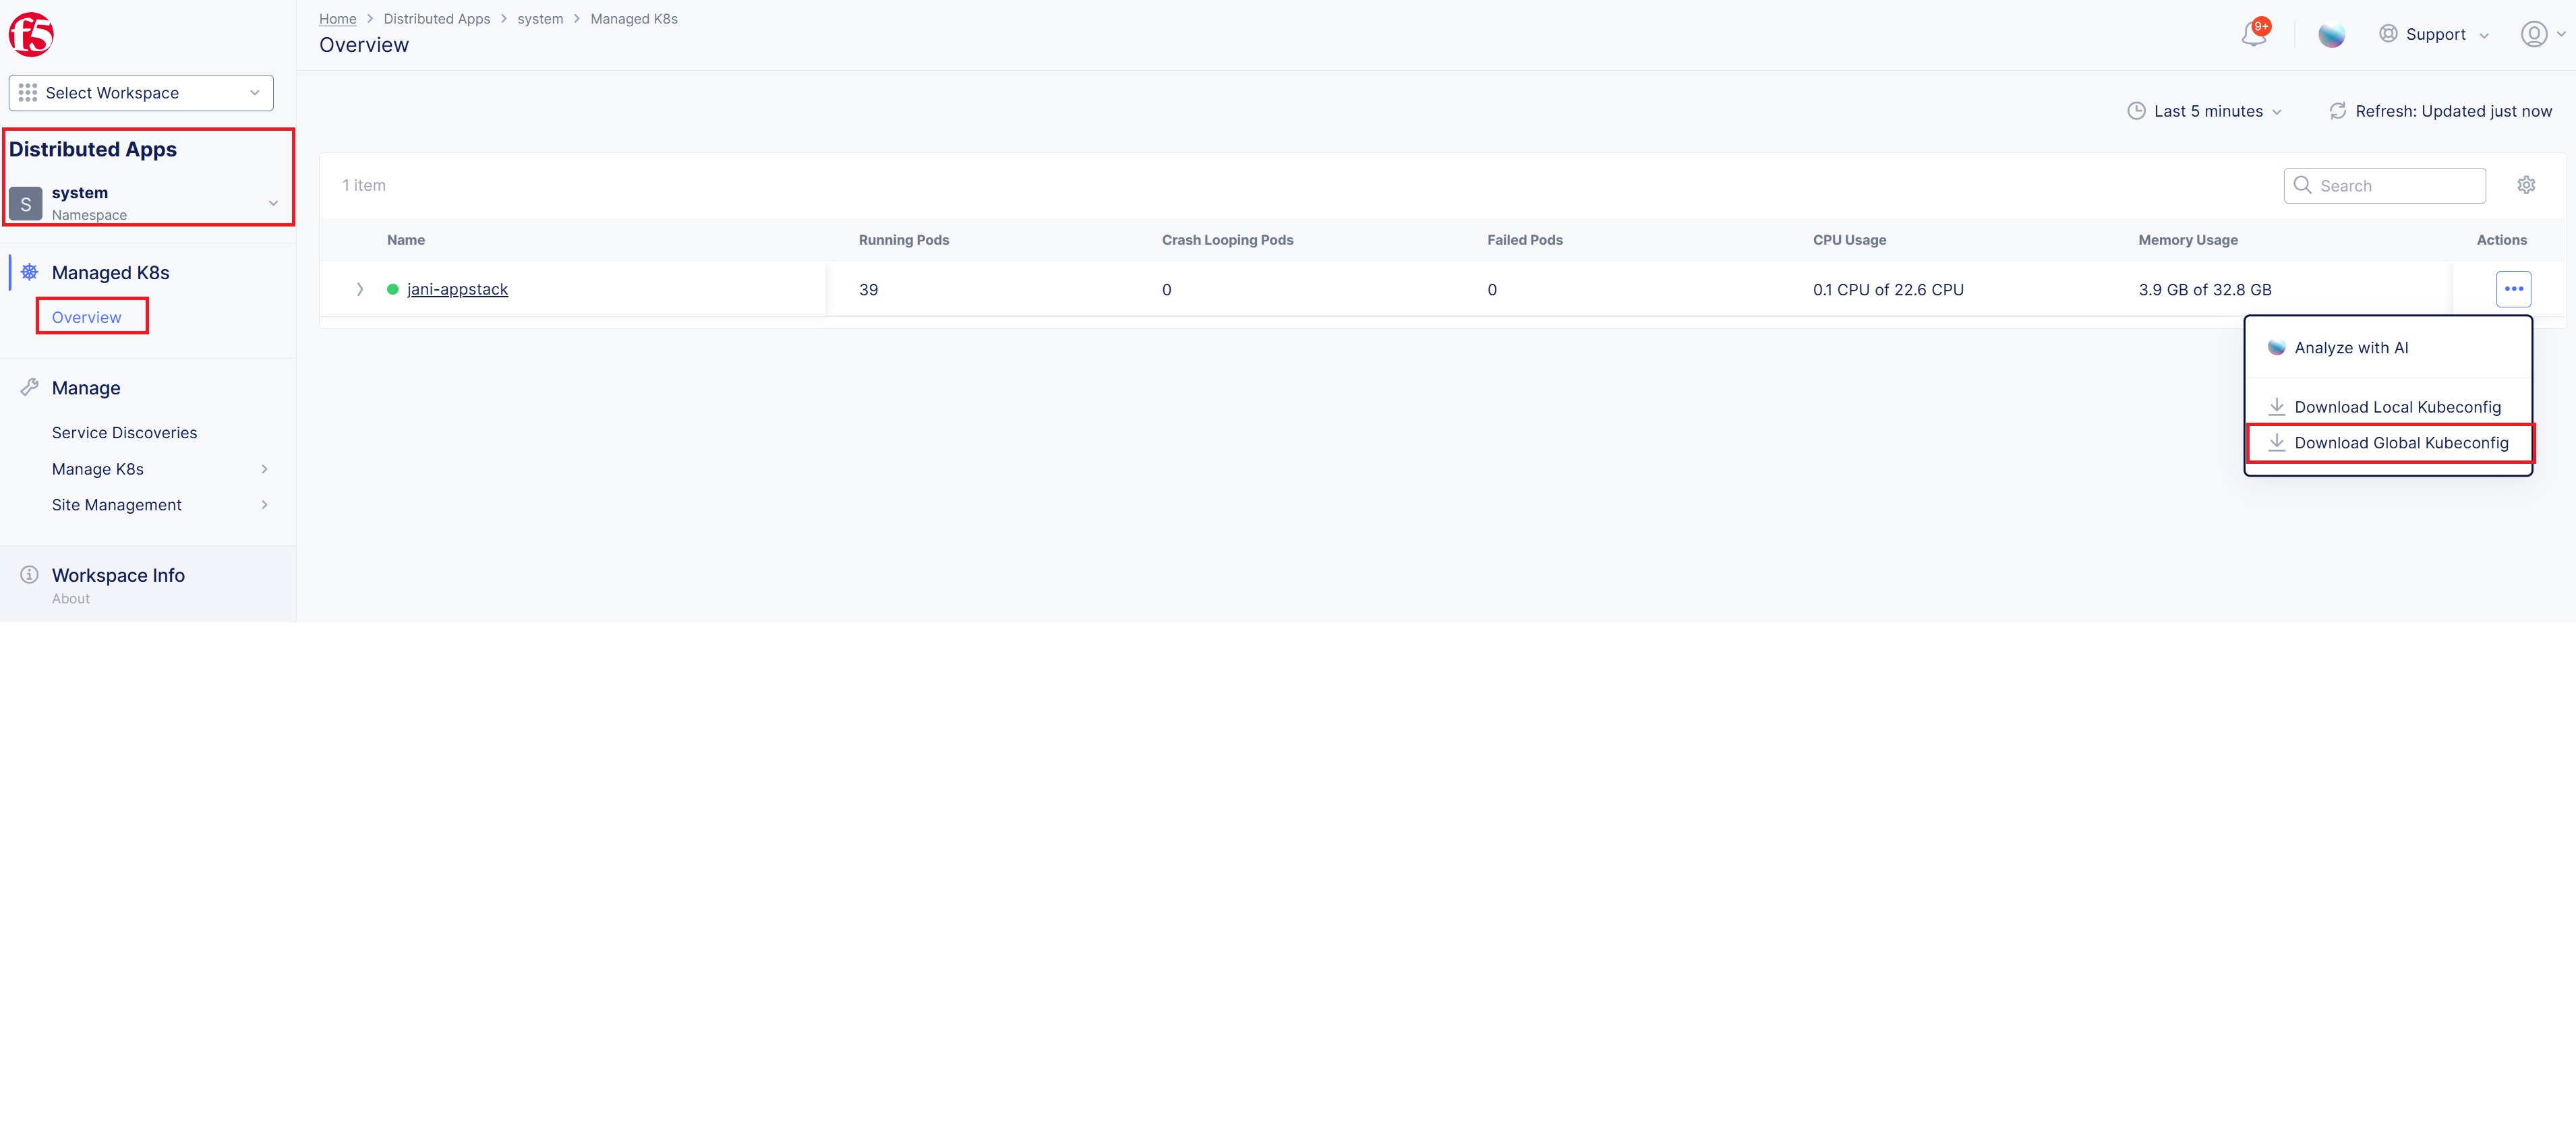 f5
Home > Distributed Apps > system > Managed K8s
Overview
9+
Support
Select Workspace
Last 5 minutes
Refresh: Updated just now
Distributed Apps
S
system
Namespace
Managed K8s
Overview
Manage
Service Discoveries
Manage K8s
Site Management
Workspace Info
About
1 item
Search
Name Running Pods Crash Looping Pods Failed Pods CPU Usage Memory Usage Actions
jani-appstack 39 0 0 0.1 CPU of 22.6 CPU 3.9 GB of 32.8 GB
Analyze with AI
Download Local Kubeconfig
Download Global Kubeconfig